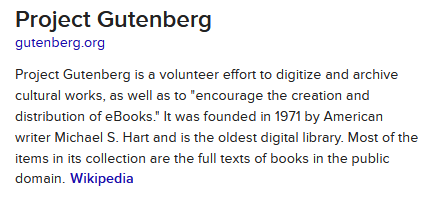 Project Gutenberg
gutenberg.org
Project Gutenberg is a volunteer effort to digitize and archive
cultural works, as well as to "encourage the creation and
distribution of eBooks." It was founded in 1971 by American
writer Michael S. Hart and is the oldest digital library. Most of the
items in its collection are the full texts of books in the public
domain. Wikipedia